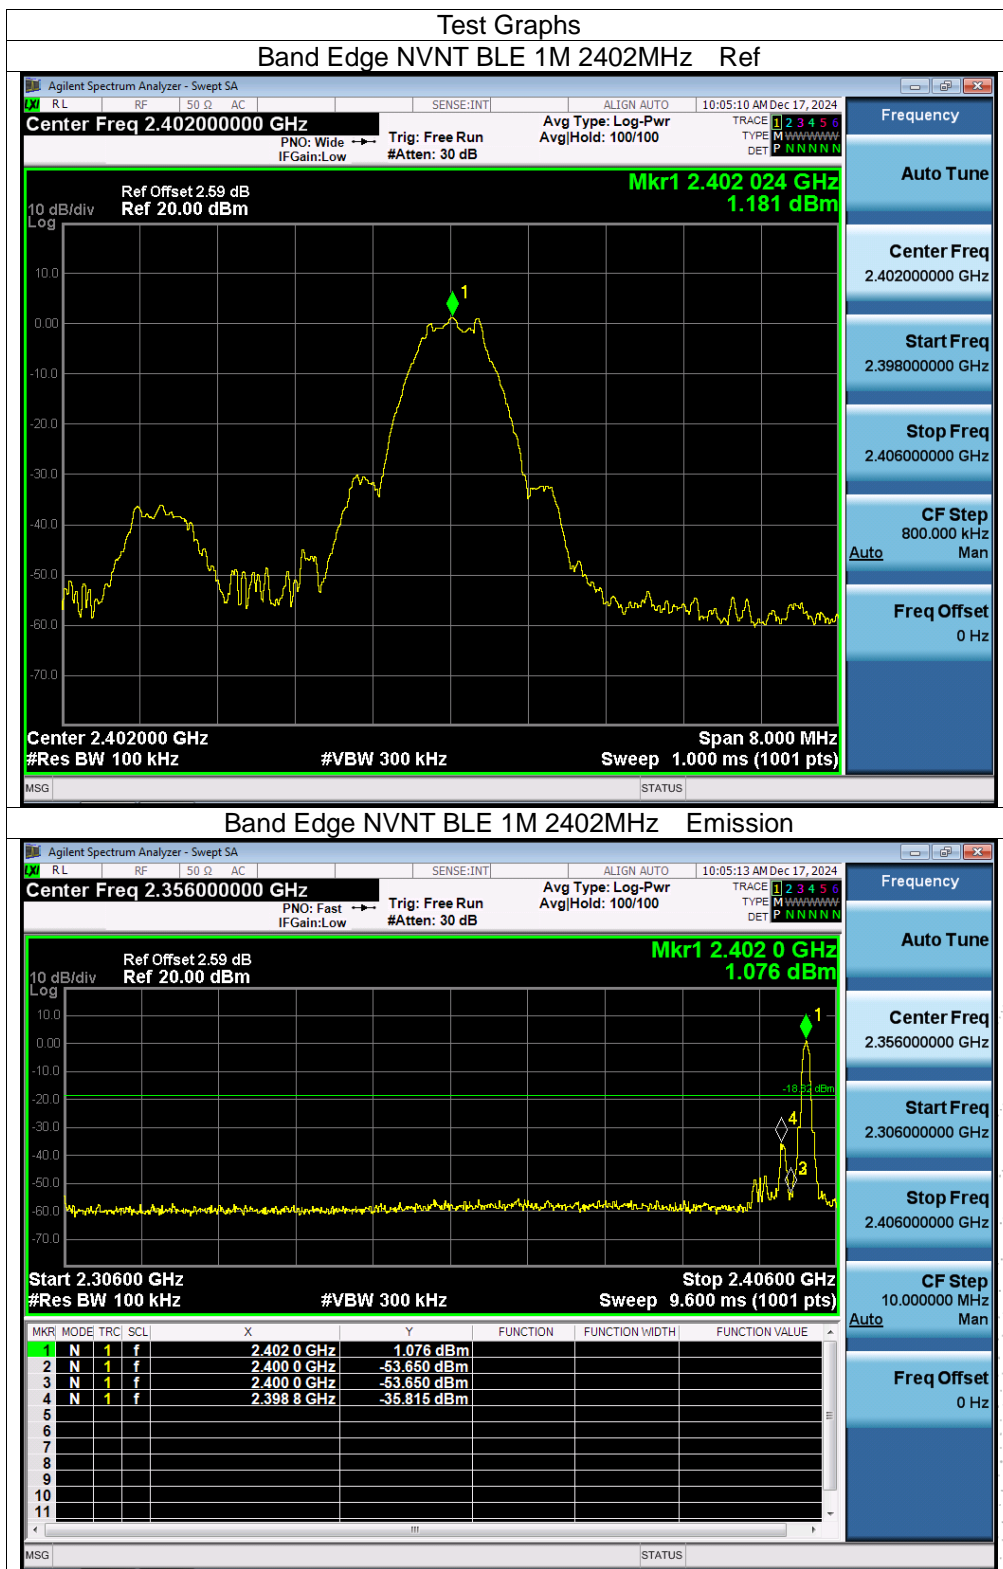 Test Graphs
Band Edge NVNT BLE 1M 2402MHz Ref
Agilent Spectrum Analyzer - Swept SA
LXI RL RF 50 Ω AC SENSE:INT ALIGN AUTO 10:05:10 AM Dec 17, 2024
Center Freq 2.402000000 GHz
PNO: Wide
IFGain:Low
Trig: Free Run
#Atten: 30 dB
Avg Type: Log-Pwr
Avg|Hold: 100/100
TRACE 1 2 3 4 5 6
TYPE M W W W W W
DET P N N N N N
Frequency
Auto Tune
Center Freq
2.402000000 GHz
Start Freq
2.398000000 GHz
Stop Freq
2.406000000 GHz
CF Step
800.000 kHz
Auto Man
Freq Offset
0 Hz
Mkr1 2.402 024 GHz
1.181 dBm
Ref Offset 2.59 dB
10 dB/div Ref 20.00 dBm
Log
10.0
0.00
-10.0
-20.0
-30.0
-40.0
-50.0
-60.0
-70.0
1
Center 2.402000 GHz Span 8.000 MHz
#Res BW 100 kHz #VBW 300 kHz Sweep 1.000 ms (1001 pts)
MSG STATUS
Band Edge NVNT BLE 1M 2402MHz Emission
Agilent Spectrum Analyzer - Swept SA
LXI RL RF 50 Ω AC SENSE:INT ALIGN AUTO 10:05:13 AM Dec 17, 2024
Center Freq 2.356000000 GHz
PNO: Fast
IFGain:Low
Trig: Free Run
#Atten: 30 dB
Avg Type: Log-Pwr
Avg|Hold: 100/100
TRACE 1 2 3 4 5 6
TYPE M W W W W W
DET P N N N N N
Frequency
Auto Tune
Center Freq
2.356000000 GHz
Start Freq
2.306000000 GHz
Stop Freq
2.406000000 GHz
CF Step
10.000000 MHz
Auto Man
Freq Offset
0 Hz
Mkr1 2.402 0 GHz
1.076 dBm
Ref Offset 2.59 dB
10 dB/div Ref 20.00 dBm
Log
10.0
0.00
-10.0
-20.0
-30.0
-40.0
-50.0
-60.0
-70.0
1
-18.82 dBm
4
3
Start 2.30600 GHz Stop 2.40600 GHz
#Res BW 100 kHz #VBW 300 kHz Sweep 9.600 ms (1001 pts)
MKR MODE TRC SCL X Y FUNCTION FUNCTION WIDTH FUNCTION VALUE
1 N 1 f 2.402 0 GHz 1.076 dBm
2 N 1 f 2.400 0 GHz -53.650 dBm
3 N 1 f 2.400 0 GHz -53.650 dBm
4 N 1 f 2.398 8 GHz -35.815 dBm
5
6
7
8
9
10
11
MSG STATUS